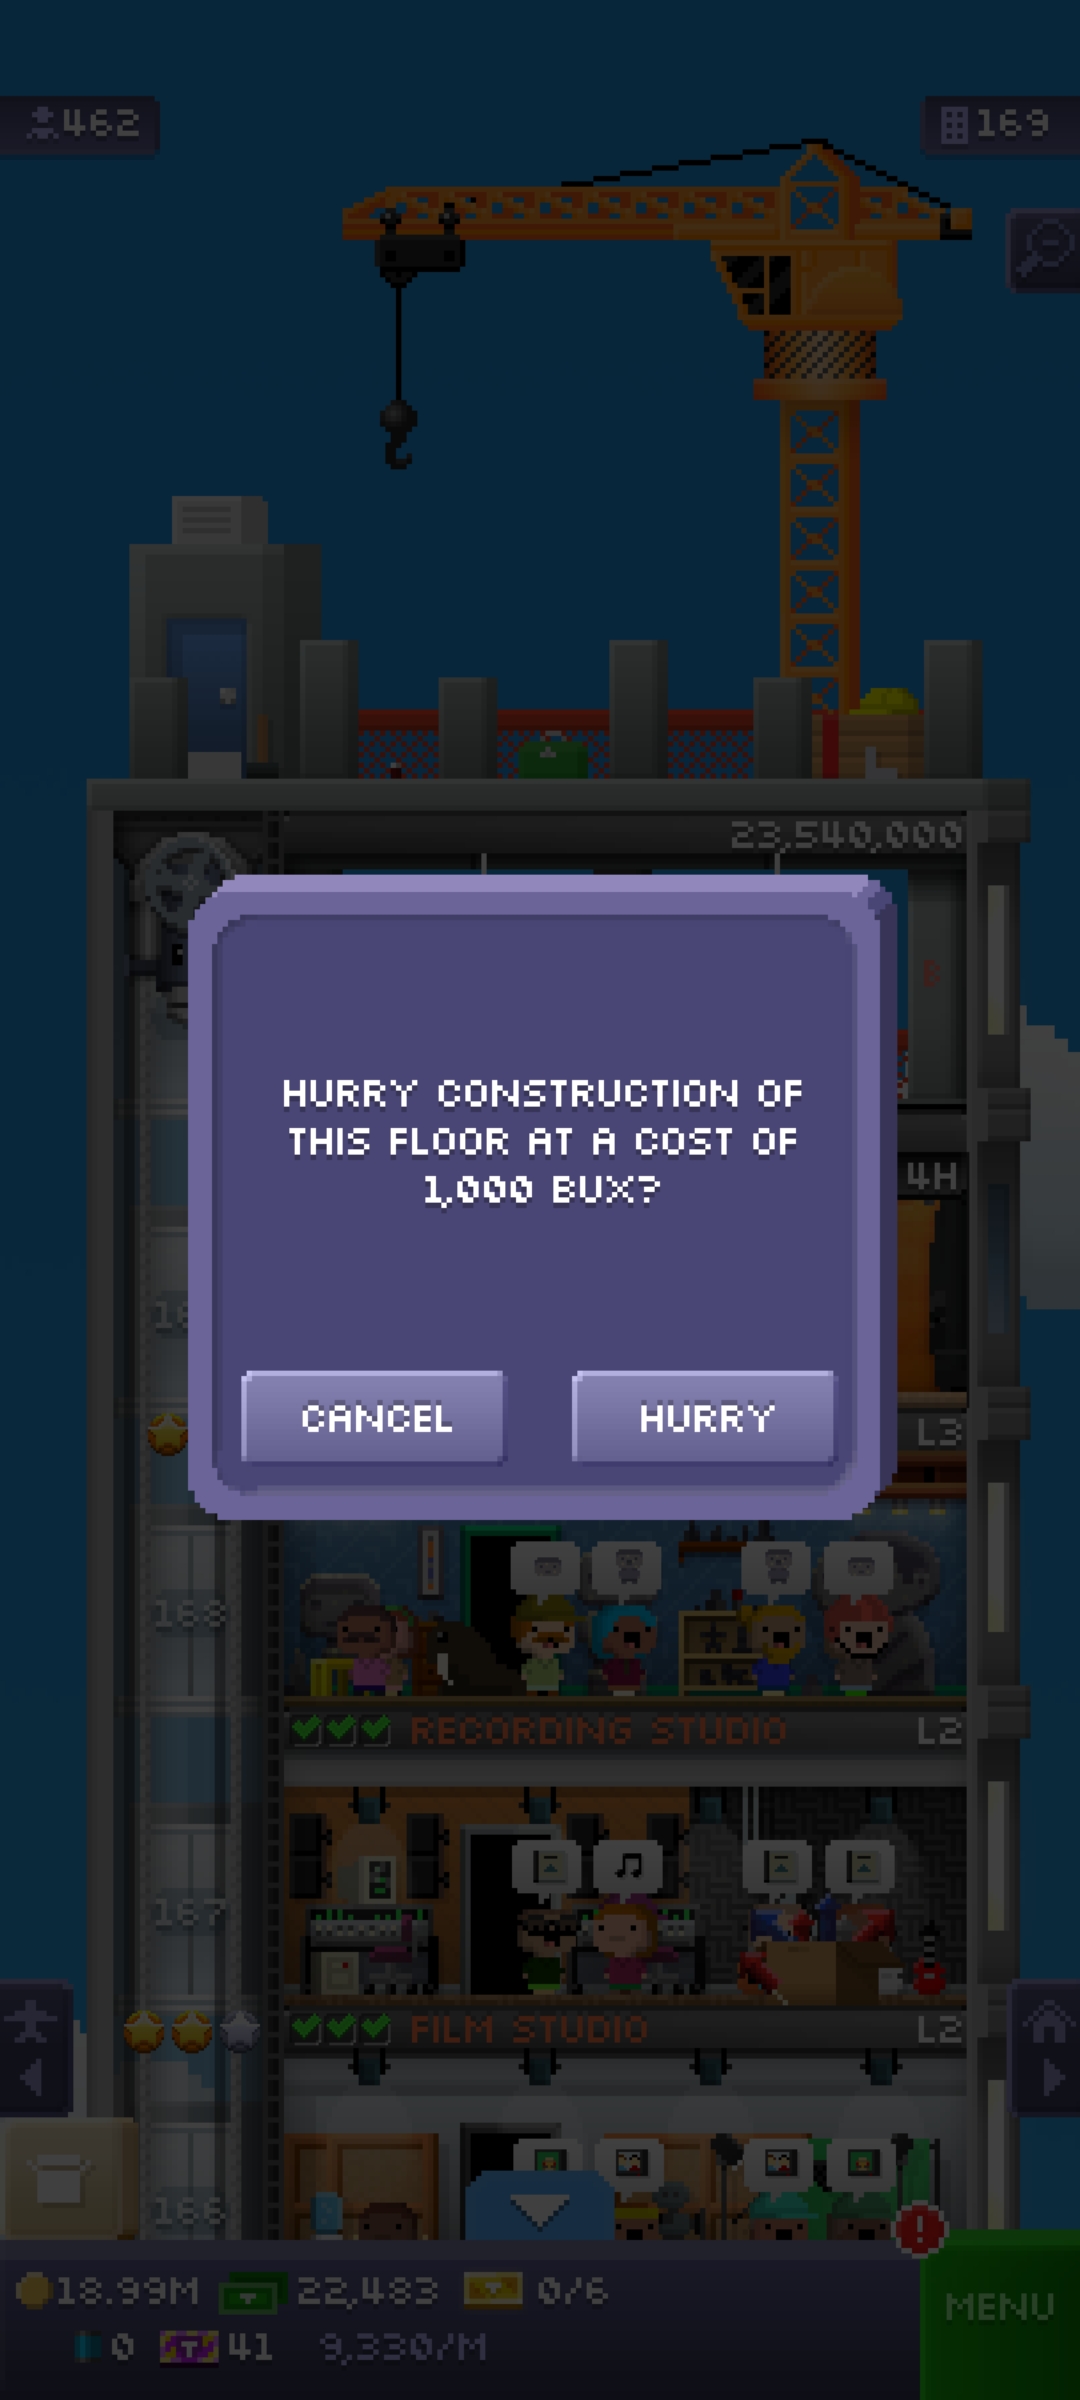 462
169
23,540,000
4H
HURRY CONSTRUCTION OF
THIS FLOOR AT A COST OF
1,000 BUX?
CANCEL
HURRY
L3
168
RECORDING STUDIO
L2
167
FILM STUDIO
L2
166
18.99M
22,483
0/6
0
41
9,330/M
MENU